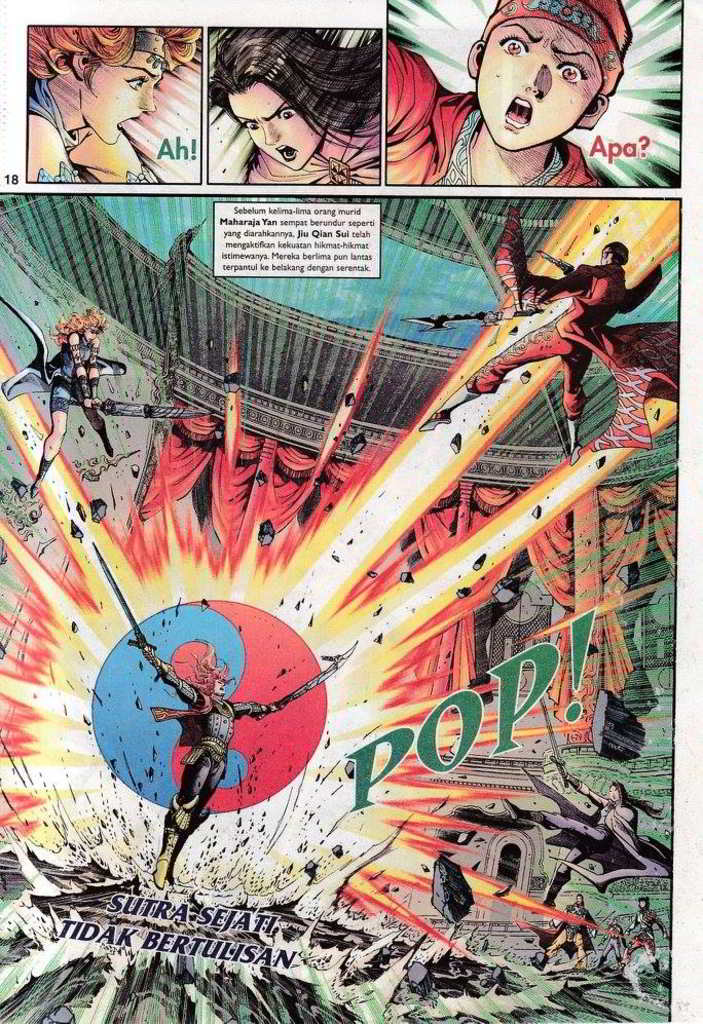 Ah!
Apa?
18
Sebelum kelima-lima orang murid
Maharaja Yan sempat berundur seperti
yang diarahkannya, Jiu Qian Sui telah
mengaktifkan kekuatan hikmat-hikmat
istimewanya. Mereka berlima pun lantas
terpantul ke belakang dengan serentak.
POP!
SUTRA SEJATI
TIDAK BERTULISAN